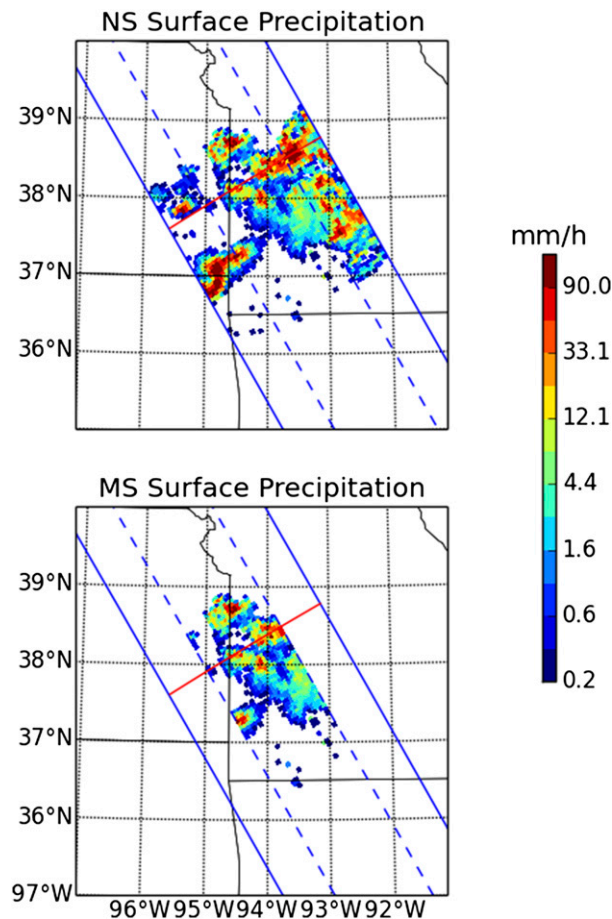 NS Surface Precipitation
39°N
38°N
37°N
36°N
mm/h
90.0
33.1
12.1
4.4
1.6
0.6
0.2
MS Surface Precipitation
39°N
38°N
37°N
36°N
97°W
96°W95°W94°W93°W92°W